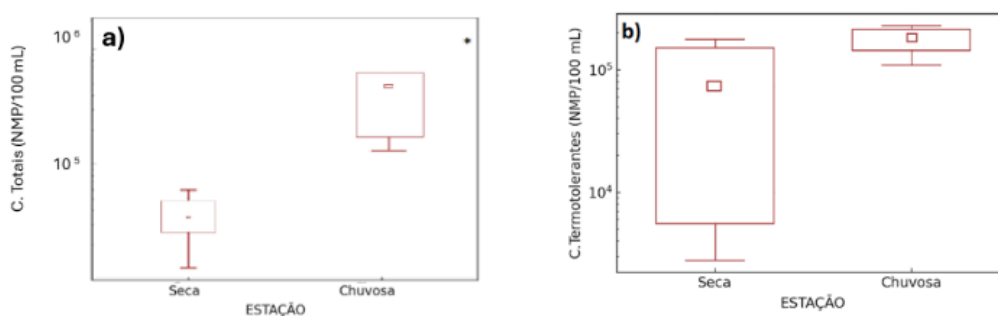 a)
C. Totais (NMP/100 mL)
10⁶
10⁵
*
Seca
Chuvosa
ESTAÇÃO
b)
C.Termotolerantes (NMP/100 mL)
10⁵
10⁴
Seca
Chuvosa
ESTAÇÃO